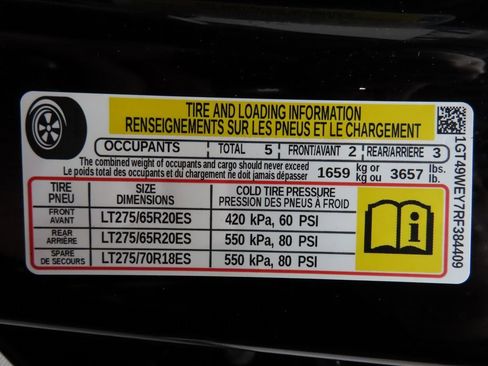 TIRE AND LOADING INFORMATION
RENSEIGNEMENTS SUR LES PNEUS ET LE CHARGEMENT
OCCUPANTS TOTAL 5 FRONT/AVANT 2 REAR/ARRIÈRE 3
The combined weight of occupants and cargo should never exceed 1659 kg or 3657 lbs.
Le poids total des occupants et du chargement ne doit jamais dépasser kg ou lb.
TIRE SIZE COLD TIRE PRESSURE
PNEU DIMENSIONS PRESSION DES PNEUS À FROID
FRONT
AVANT LT275/65R20ES 420 kPa, 60 PSI
REAR
ARRIÈRE LT275/65R20ES 550 kPa, 80 PSI
SPARE
DE SECOURS LT275/70R18ES 550 kPa, 80 PSI
1GTA9WEY7RF384409